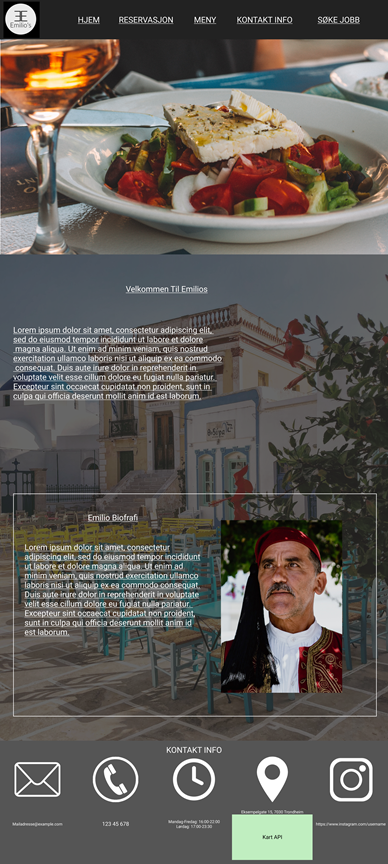 Emilio's
HJEM RESERVASJON MENY KONTAKT INFO SØKE JOBB
Velkommen Til Emilios
Lorem ipsum dolor sit amet, consectetur adipiscing elit,
sed do eiusmod tempor incididunt ut labore et dolore
magna aliqua. Ut enim ad minim veniam, quis nostrud
exercitation ullamco laboris nisi ut aliquip ex ea commodo
consequat. Duis aute irure dolor in reprehenderit in
voluptate velit esse cillum dolore eu fugiat nulla pariatur.
Excepteur sint occaecat cupidatat non proident, sunt in
culpa qui officia deserunt mollit anim id est laborum.
Emilio Biofrafi
Lorem ipsum dolor sit amet, consectetur
adipiscing elit, sed do eiusmod tempor
incididunt ut labore et dolore magna aliqua. Ut enim ad
minim veniam, quis nostrud exercitation ullamco
laboris nisi ut aliquip ex ea commodo consequat.
Duis aute irure dolor in reprehenderit in voluptate
velit esse cillum dolore eu fugiat nulla pariatur.
Excepteur sint occaecat cupidatat non proident,
sunt in culpa qui officia deserunt mollit anim id
est laborum.
KONTAKT INFO
Mailadresse@example.com
123 45 678
Mandag-Fredag: 16:00-22:00
Lørdag: 17:00-23:30
Eksempelgate 13, 7030 Trondheim
https://www.instagram.com/username
Kart API